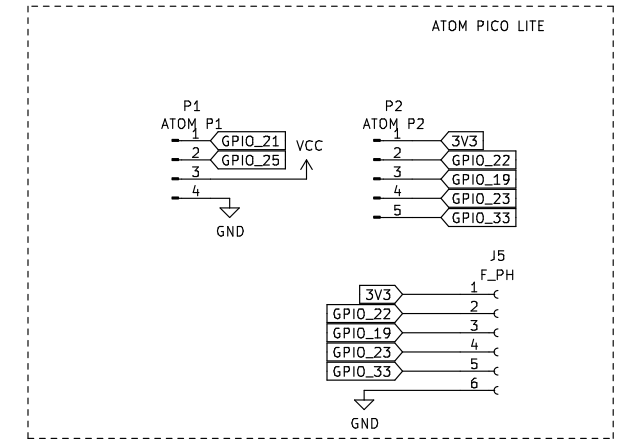 ATOM PICO LITE
P1
ATOM P1
1 GPIO_21
2 GPIO_25
3 VCC
4
GND
P2
ATOM P2
1 3V3
2 GPIO_22
3 GPIO_19
4 GPIO_23
5 GPIO_33
J5
F_PH
3V3 1
GPIO_22 2
GPIO_19 3
GPIO_23 4
GPIO_33 5
6
GND